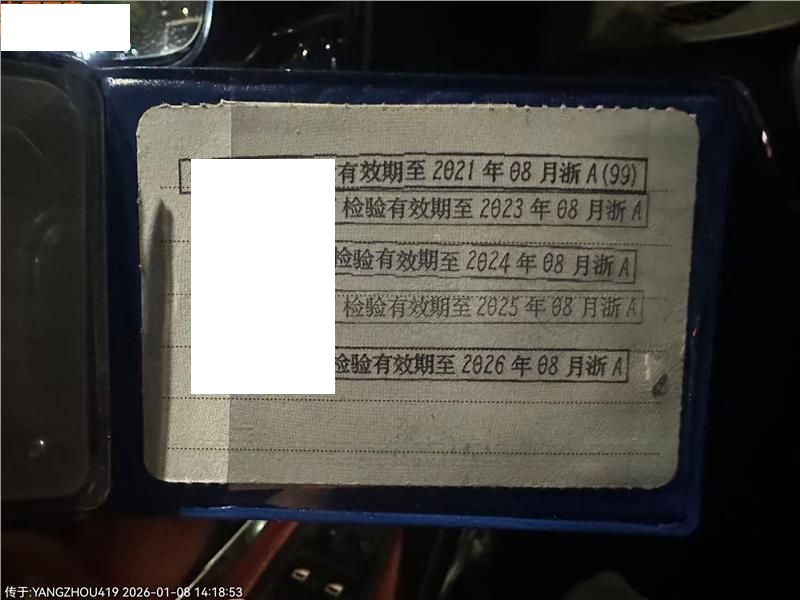 有效期至 2021 年 08 月浙 A (99)
检验有效期至 2023 年 08 月浙 A
检验有效期至 2024 年 08 月浙 A
检验有效期至 2025 年 08 月浙 A
检验有效期至 2026 年 08 月浙 A
传于:YANGZHOU419 2026-01-08 14:18:53